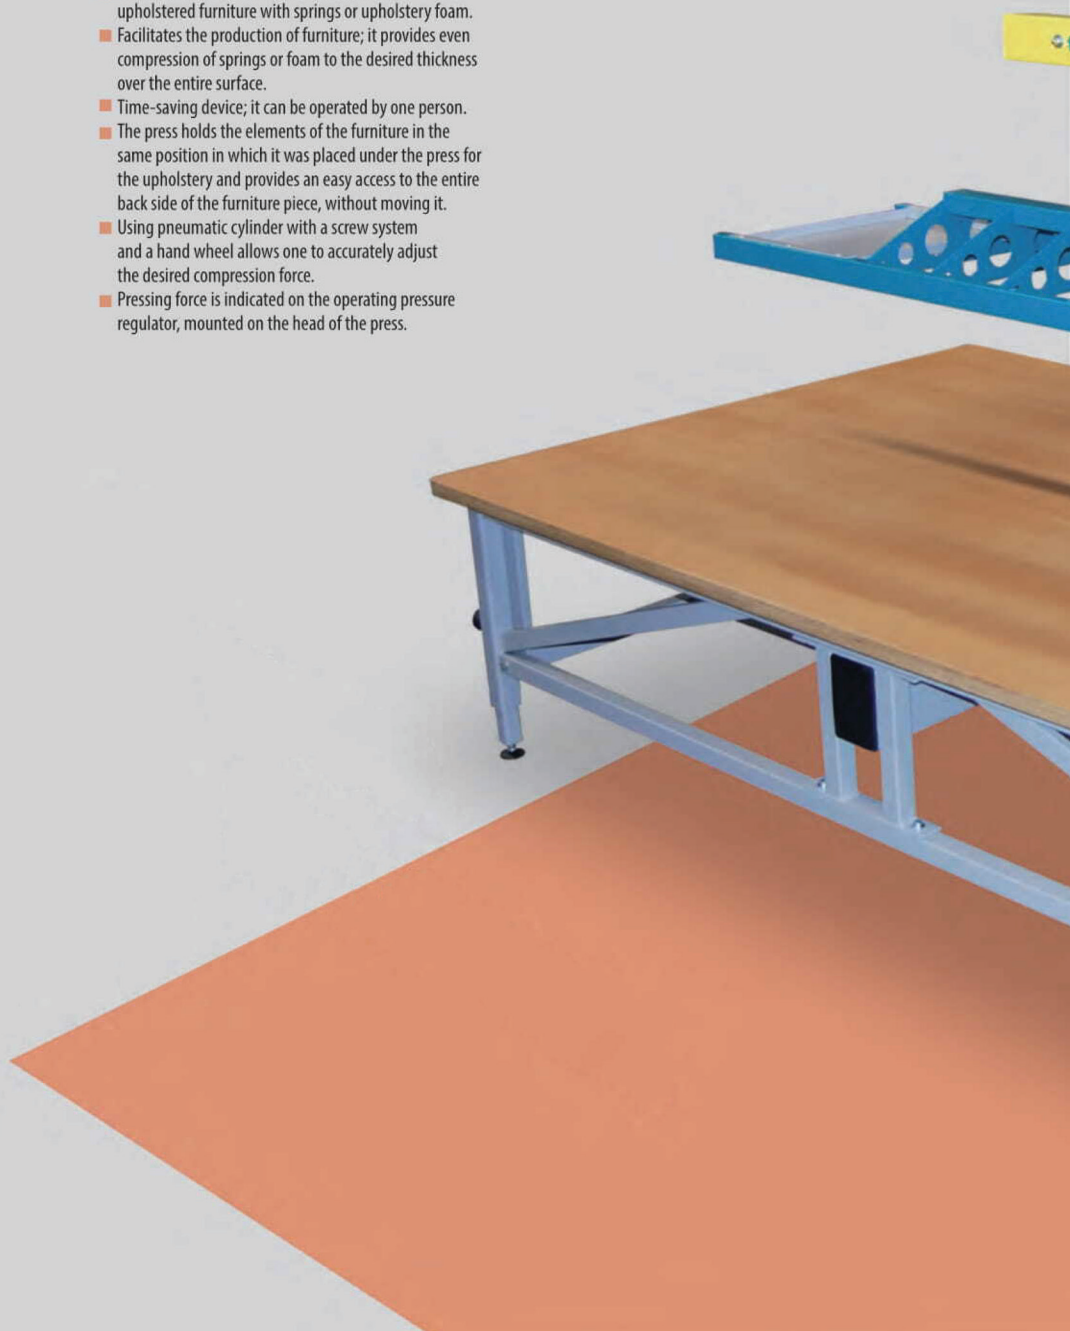 upholstered furniture with springs or upholstery foam.
Facilitates the production of furniture; it provides even
compression of springs or foam to the desired thickness
over the entire surface.
Time-saving device; it can be operated by one person.
The press holds the elements of the furniture in the
same position in which it was placed under the press for
the upholstery and provides an easy access to the entire
back side of the furniture piece, without moving it.
Using pneumatic cylinder with a screw system
and a hand wheel allows one to accurately adjust
the desired compression force.
Pressing force is indicated on the operating pressure
regulator, mounted on the head of the press.